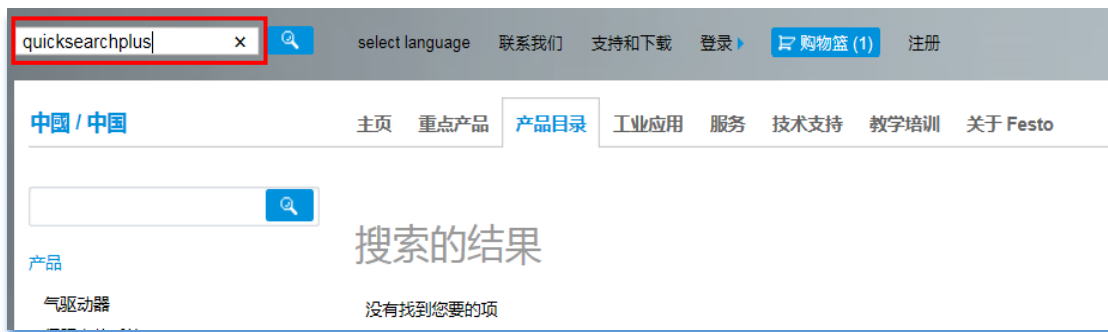 quicksearchplus × select language 联系我们 支持和下载 登录 购物篮 (1) 注册
中國 / 中国 主页 重点产品 产品目录 工业应用 服务 技术支持 教学培训 关于 Festo
搜索的结果
产品
气驱动器
没有找到您要的项